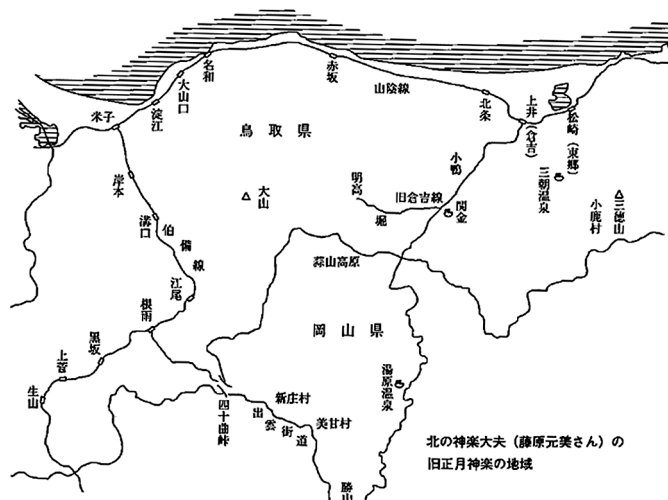 名和
大山口
淀江
米子
赤坂
山陰線
北条
上井(倉吉)
松崎(東郷)
鳥取県
小鴨
明高
旧倉吉線
堀
関金
三朝温泉
小鹿村
三徳山
大山
岸本
溝口
伯備線
江尾
根雨
黒坂
上菅
生山
蒜山高原
岡山県
湯原温泉
四十曲峠
新庄村
出雲街道
美甘村
勝山
北の神楽大夫(藤原元美さん)の
旧正月神楽の地域